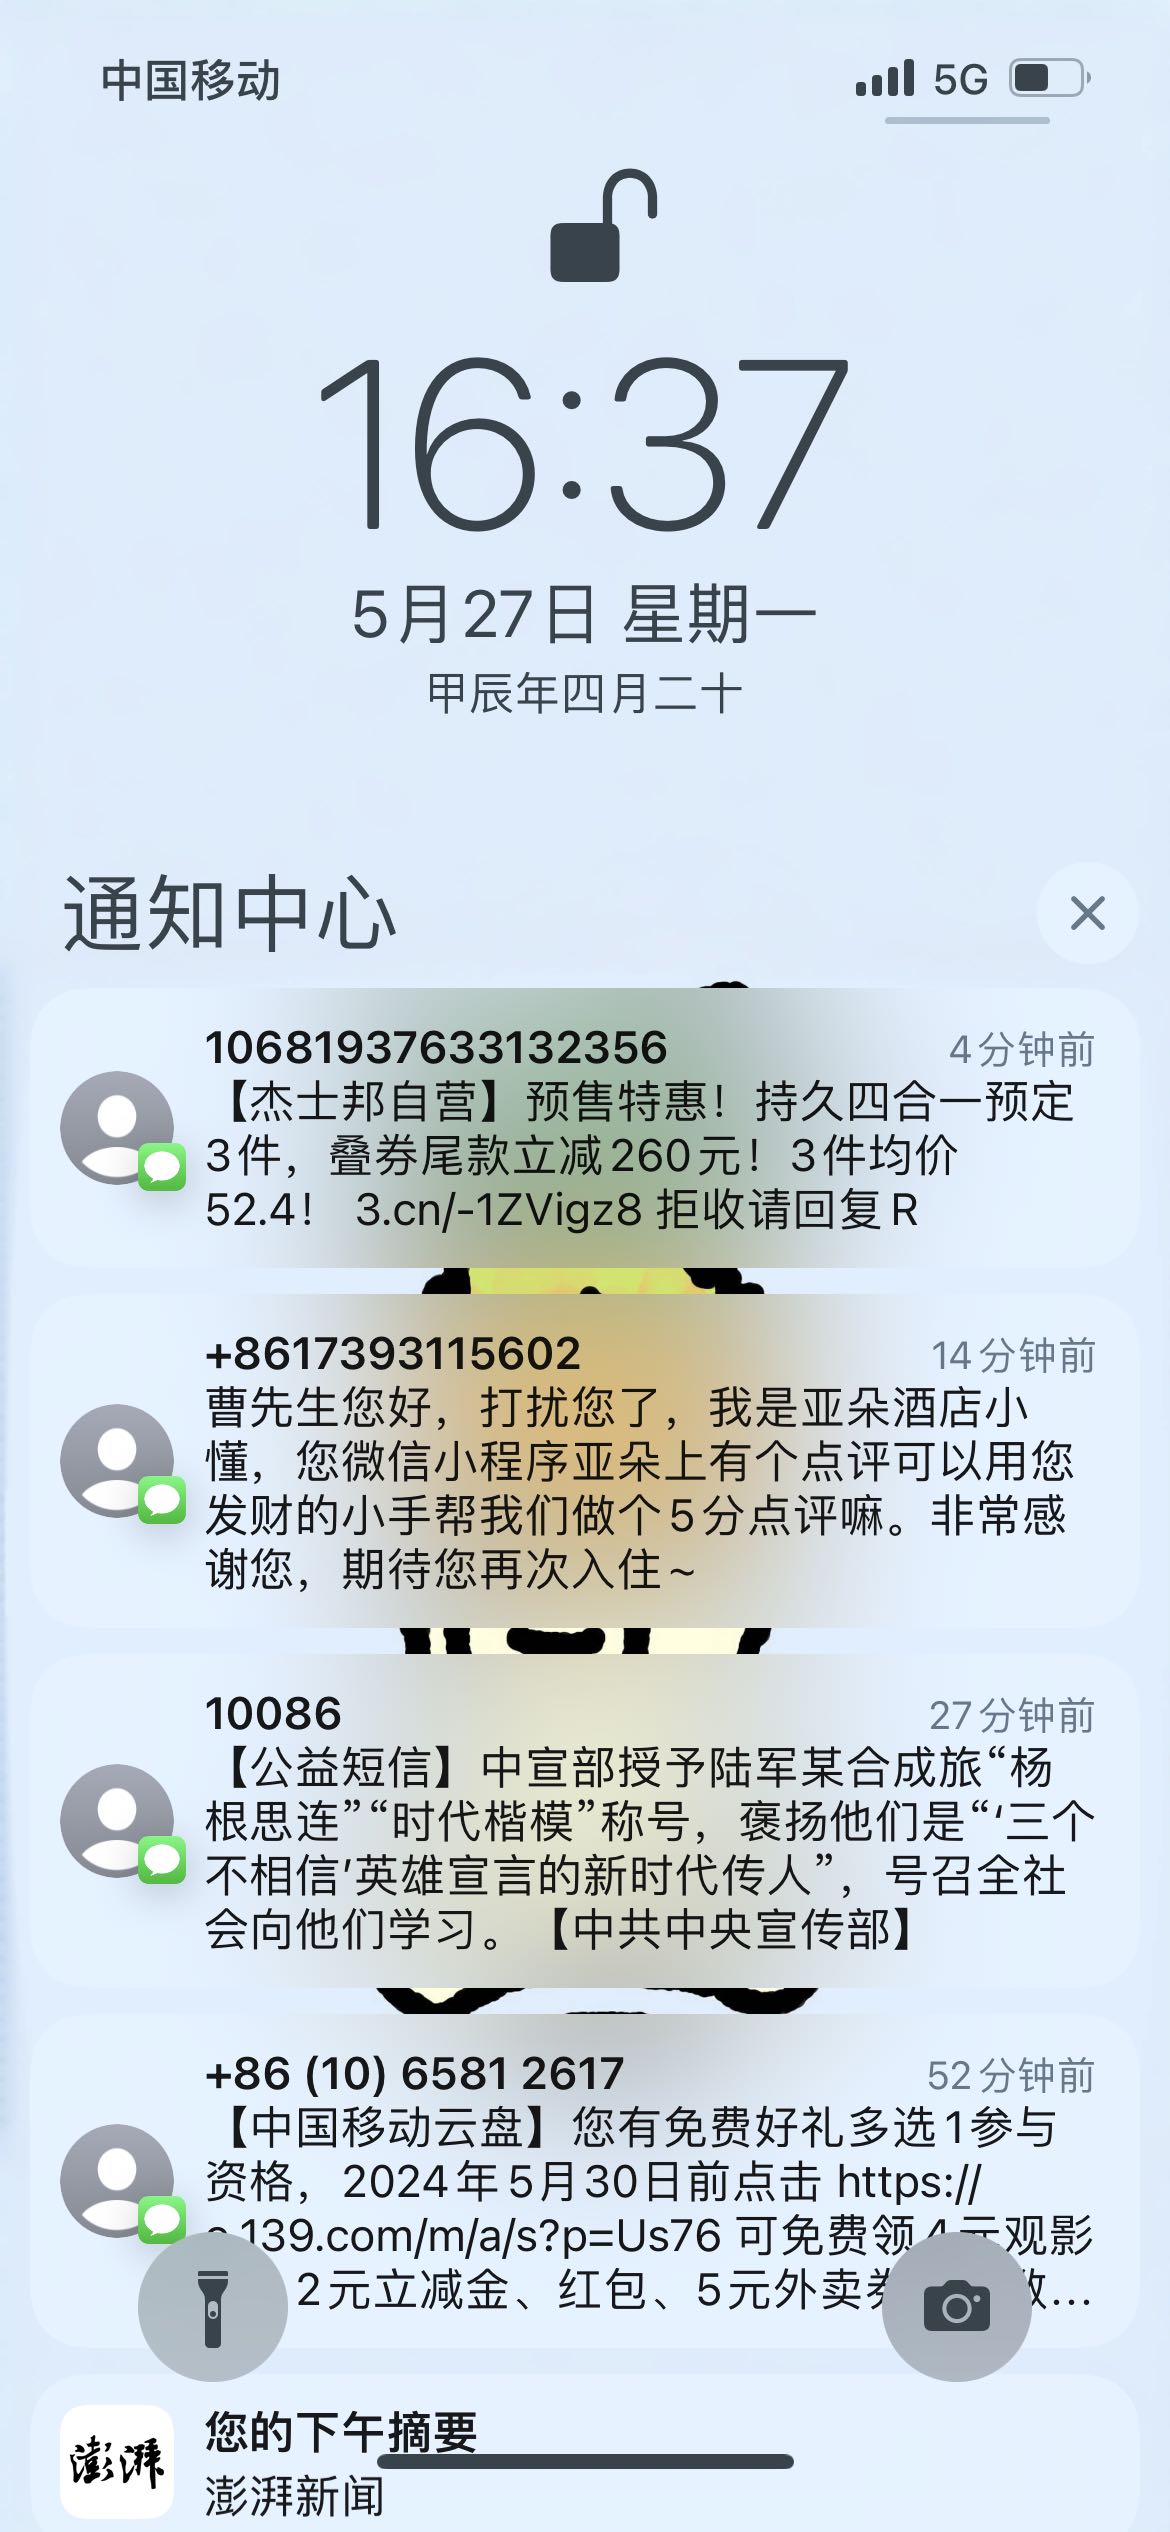 中国移动 5G
16:37
5月27日 星期一
甲辰年四月二十
通知中心
10681937633132356 4分钟前
【杰士邦自营】预售特惠！持久四合一预定
3件，叠券尾款立减260元！3件均价
52.4！ 3.cn/-1ZVigz8 拒收请回复R
+8617393115602 14分钟前
曹先生您好，打扰您了，我是亚朵酒店小
懂，您微信小程序亚朵上有个点评可以用您
发财的小手帮我们做个5分点评嘛。非常感
谢您，期待您再次入住~
10086 27分钟前
【公益短信】中宣部授予陆军某合成旅“杨
根思连”“时代楷模”称号，褒扬他们是“‘三个
不相信’英雄宣言的新时代传人”，号召全社
会向他们学习。【中共中央宣传部】
+86 (10) 6581 2617 52分钟前
【中国移动云盘】您有免费好礼多选1参与
资格，2024年5月30日前点击 https://
.139.com/m/a/s?p=Us76 可免费领4元观影
2元立减金、红包、5元外卖券…
您的下午摘要
澎湃
澎湃新闻